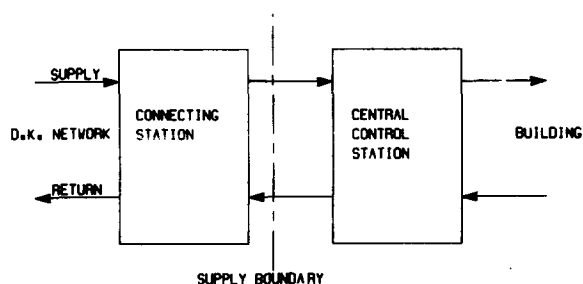 SUPPLY
CONNECTING
STATION
CENTRAL
CONTROL
STATION
D.K. NETWORK
BUILDING
RETURN
SUPPLY BOUNDARY